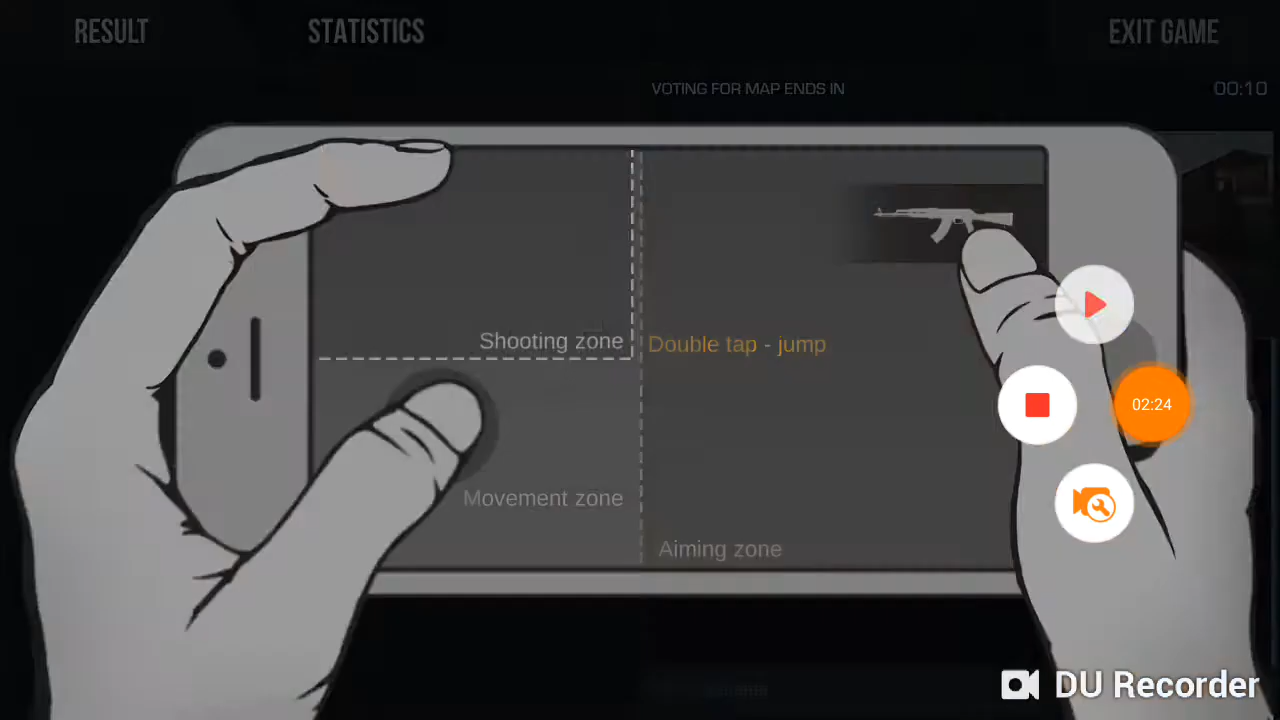 RESULT
STATISTICS
EXIT GAME
VOTING FOR MAP ENDS IN
00:10
Shooting zone
Double tap - jump
02:24
Movement zone
Aiming zone
DU Recorder